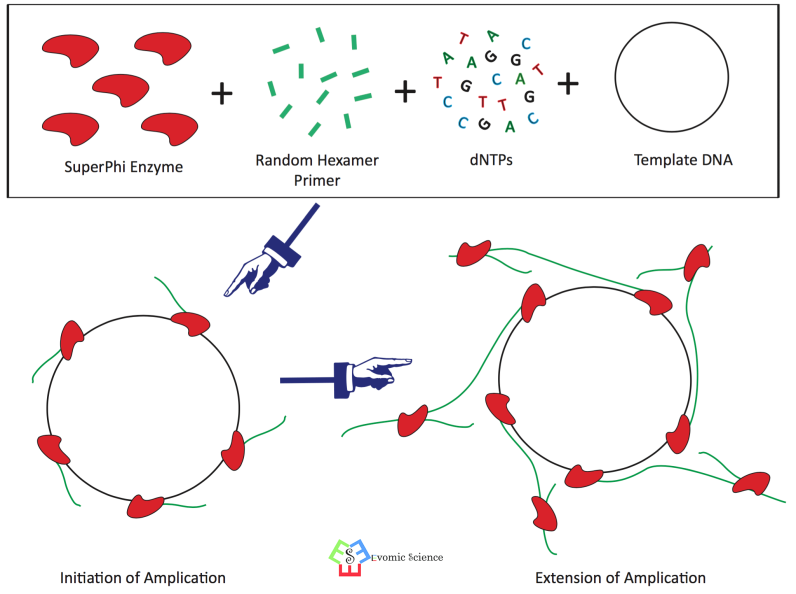 SuperPhi Enzyme
+
Random Hexamer
Primer
+
T A C
A A G G T
T G C A
C T T G
C G A C
dNTPs
+
Template DNA
Initiation of Amplication
S
Evomic Science
Extension of Amplication